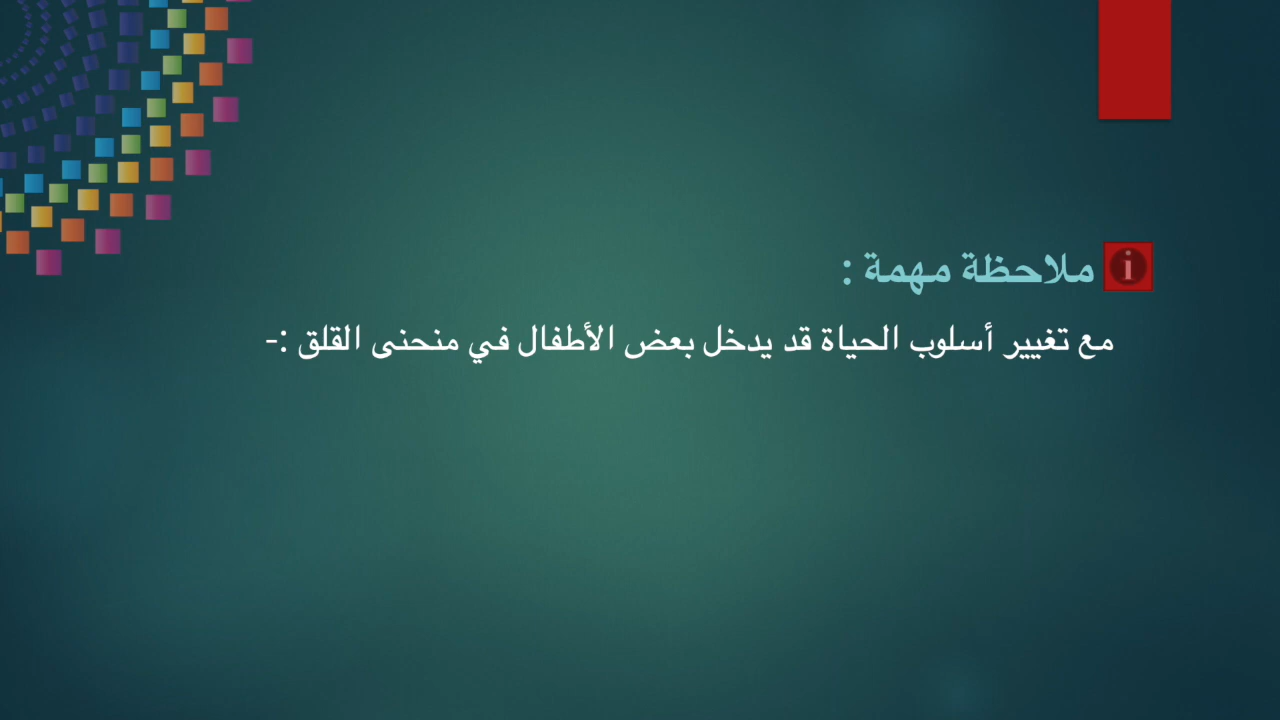 ملاحظة مهمة :
مع تغيير أسلوب الحياة قد يدخل بعض الأطفال في منحنى القلق :-